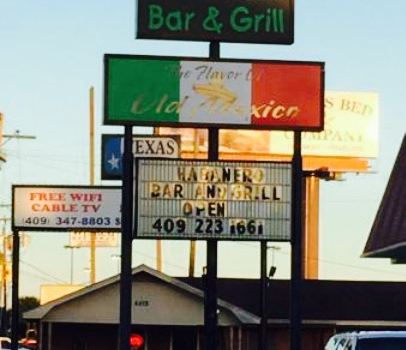 Bar & Grill
The Flavor Of
Old Mexico
S BED
&
COMPANY
TEXAS
HABANERO
BAR AND GRILL
OPEN
409 223 1661
FREE WIFI
CABLE TV
(409) 347-8803